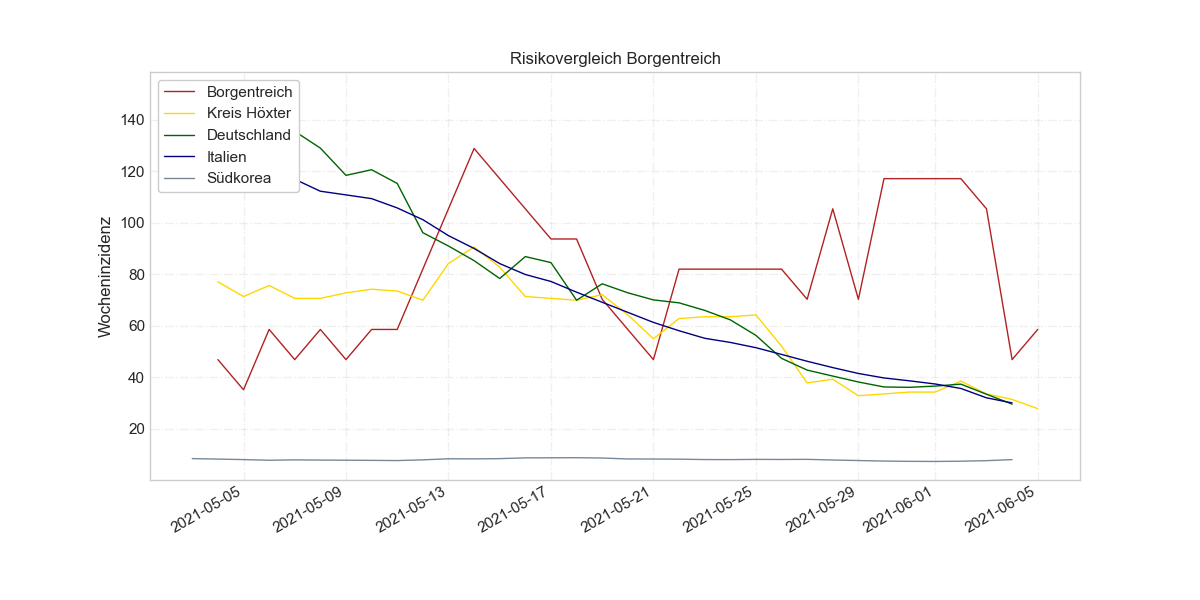 Risikovergleich Borgentreich
Borgentreich
Kreis Höxter
Deutschland
Italien
Südkorea
Wocheninzidenz
140
120
100
80
60
40
20
2021-05-05
2021-05-09
2021-05-13
2021-05-17
2021-05-21
2021-05-25
2021-05-29
2021-06-01
2021-06-05